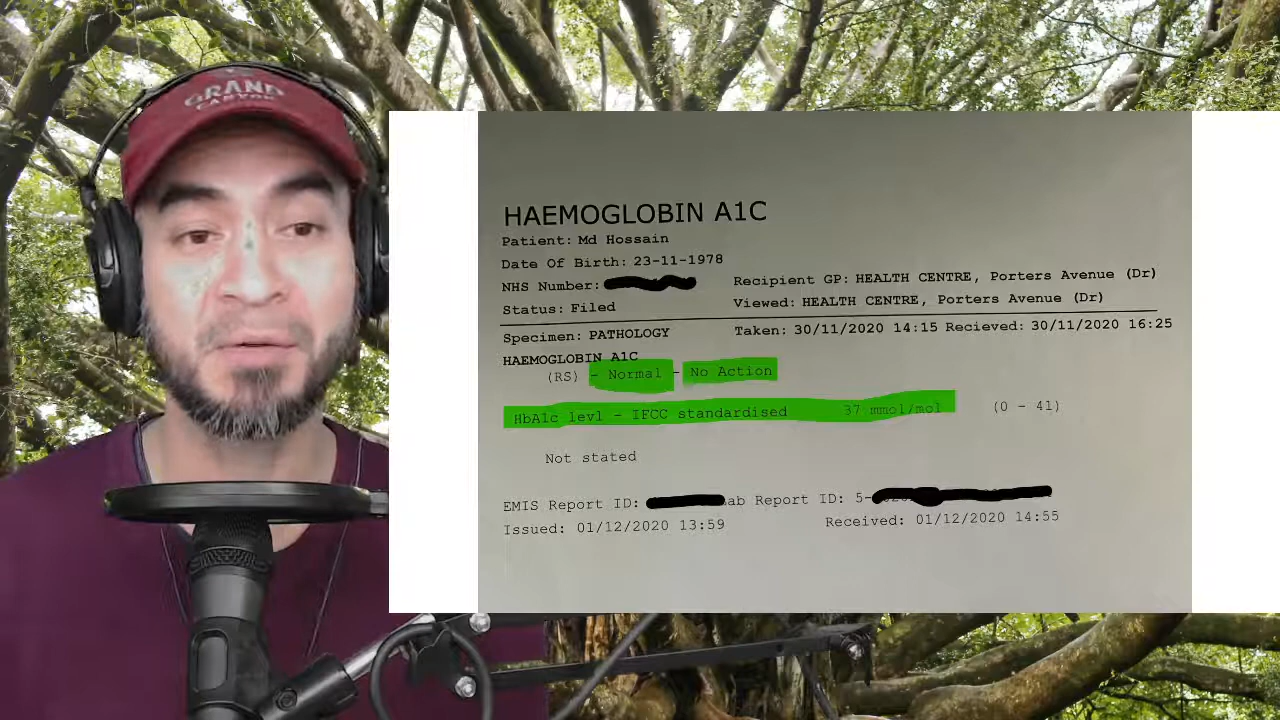 GRAND
CANYON
HAEMOGLOBIN A1C
Patient: Md Hossain
Date Of Birth: 23-11-1978
NHS Number:
Recipient GP: HEALTH CENTRE, Porters Avenue (Dr)
Status: Filed
Viewed: HEALTH CENTRE, Porters Avenue (Dr)
Specimen: PATHOLOGY
Taken: 30/11/2020 14:15 Recieved: 30/11/2020 16:25
HAEMOGLOBIN A1C
(RS) - Normal - No Action
HbA1c levl - IFCC standardised 37 mmol/mol (0 - 41)
Not stated
EMIS Report ID: ab Report ID: 5-
Issued: 01/12/2020 13:59
Received: 01/12/2020 14:55